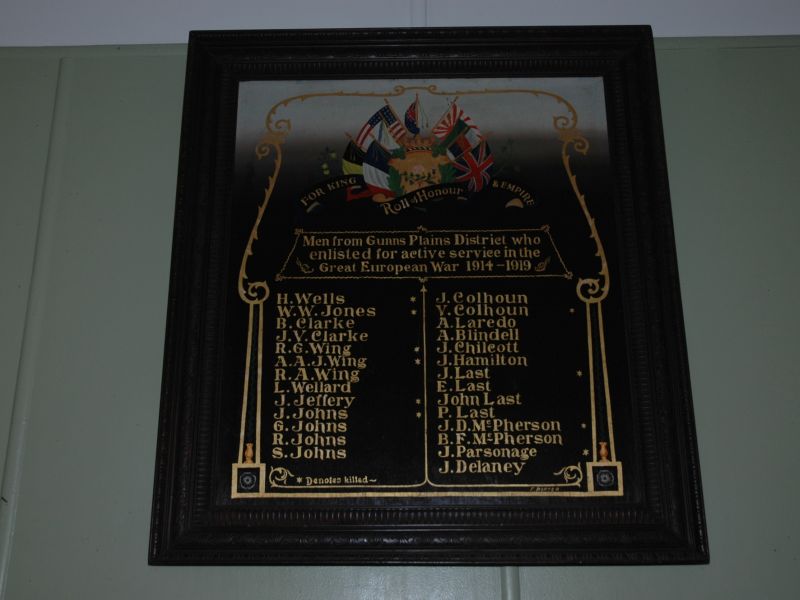 FOR KING & EMPIRE
Roll of Honour
Men from Gunns Plains District who
enlisted for active service in the
Great European War 1914-1919
H. Wells *
W. W. Jones *
B. Clarke
J. V. Clarke
R. G. Wing *
A. A. J. Wing *
R. A. Wing
L. Wellard
J. Jeffery *
J. Johns *
G. Johns
R. Johns
S. Johns
* Denotes killed~
J. Colhoun
V. Colhoun *
A. Laredo
A. Blindell
J. Chilcott
J. Hamilton
J. Last *
E. Last
John Last
P. Last
J. D. McPherson *
B. F. McPherson
J. Parsonage *
J. Delaney